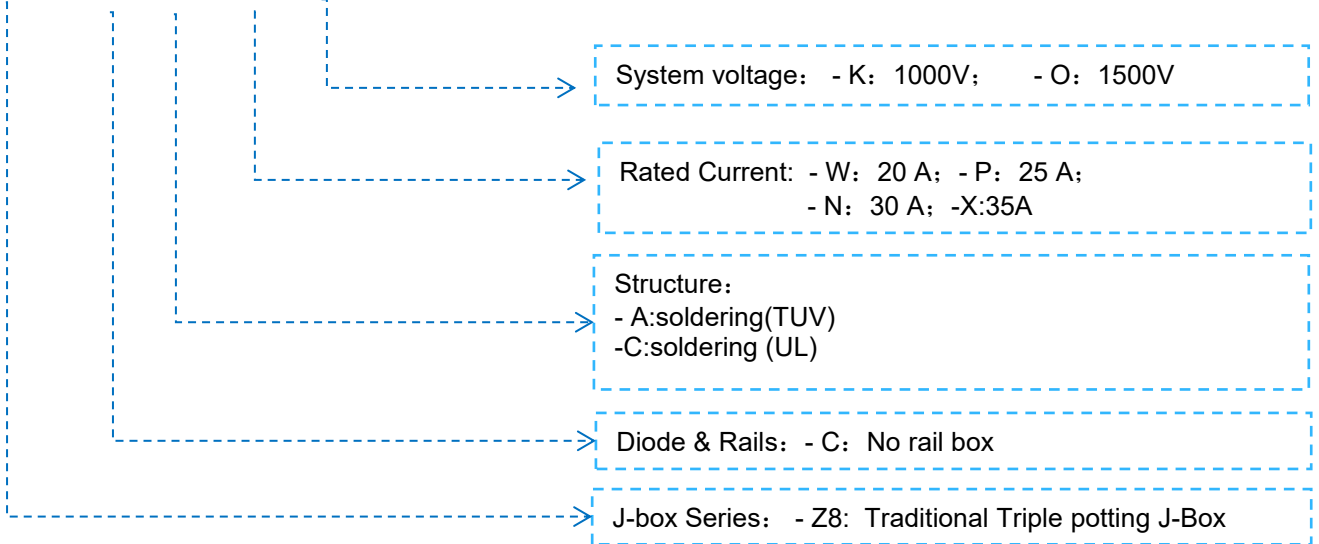 System voltage： - K：1000V； - O：1500V
Rated Current: - W：20 A；- P：25 A；
- N：30 A；-X:35A
Structure：
- A:soldering(TUV)
-C:soldering (UL)
Diode & Rails：- C：No rail box
J-box Series： - Z8: Traditional Triple potting J-Box